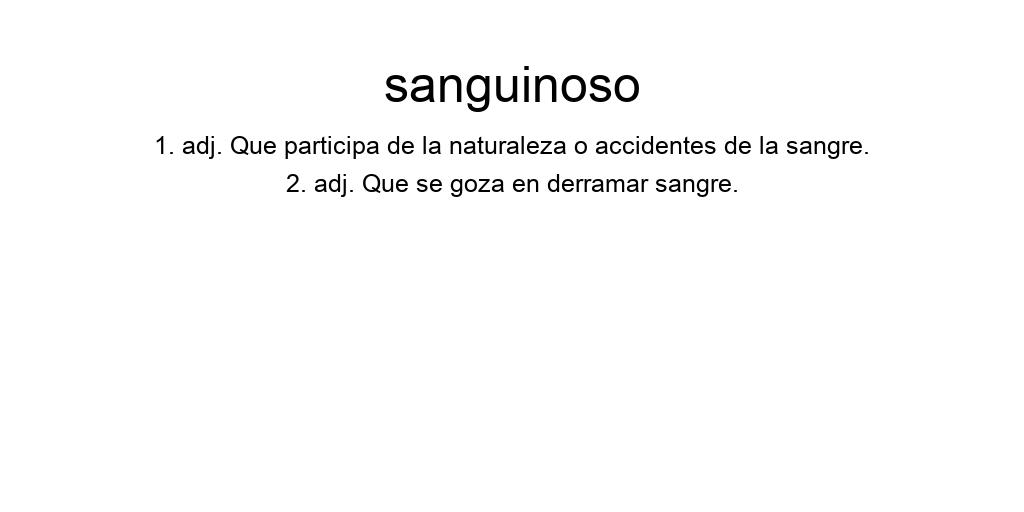 sanguinoso
1. adj. Que participa de la naturaleza o accidentes de la sangre.
2. adj. Que se goza en derramar sangre.